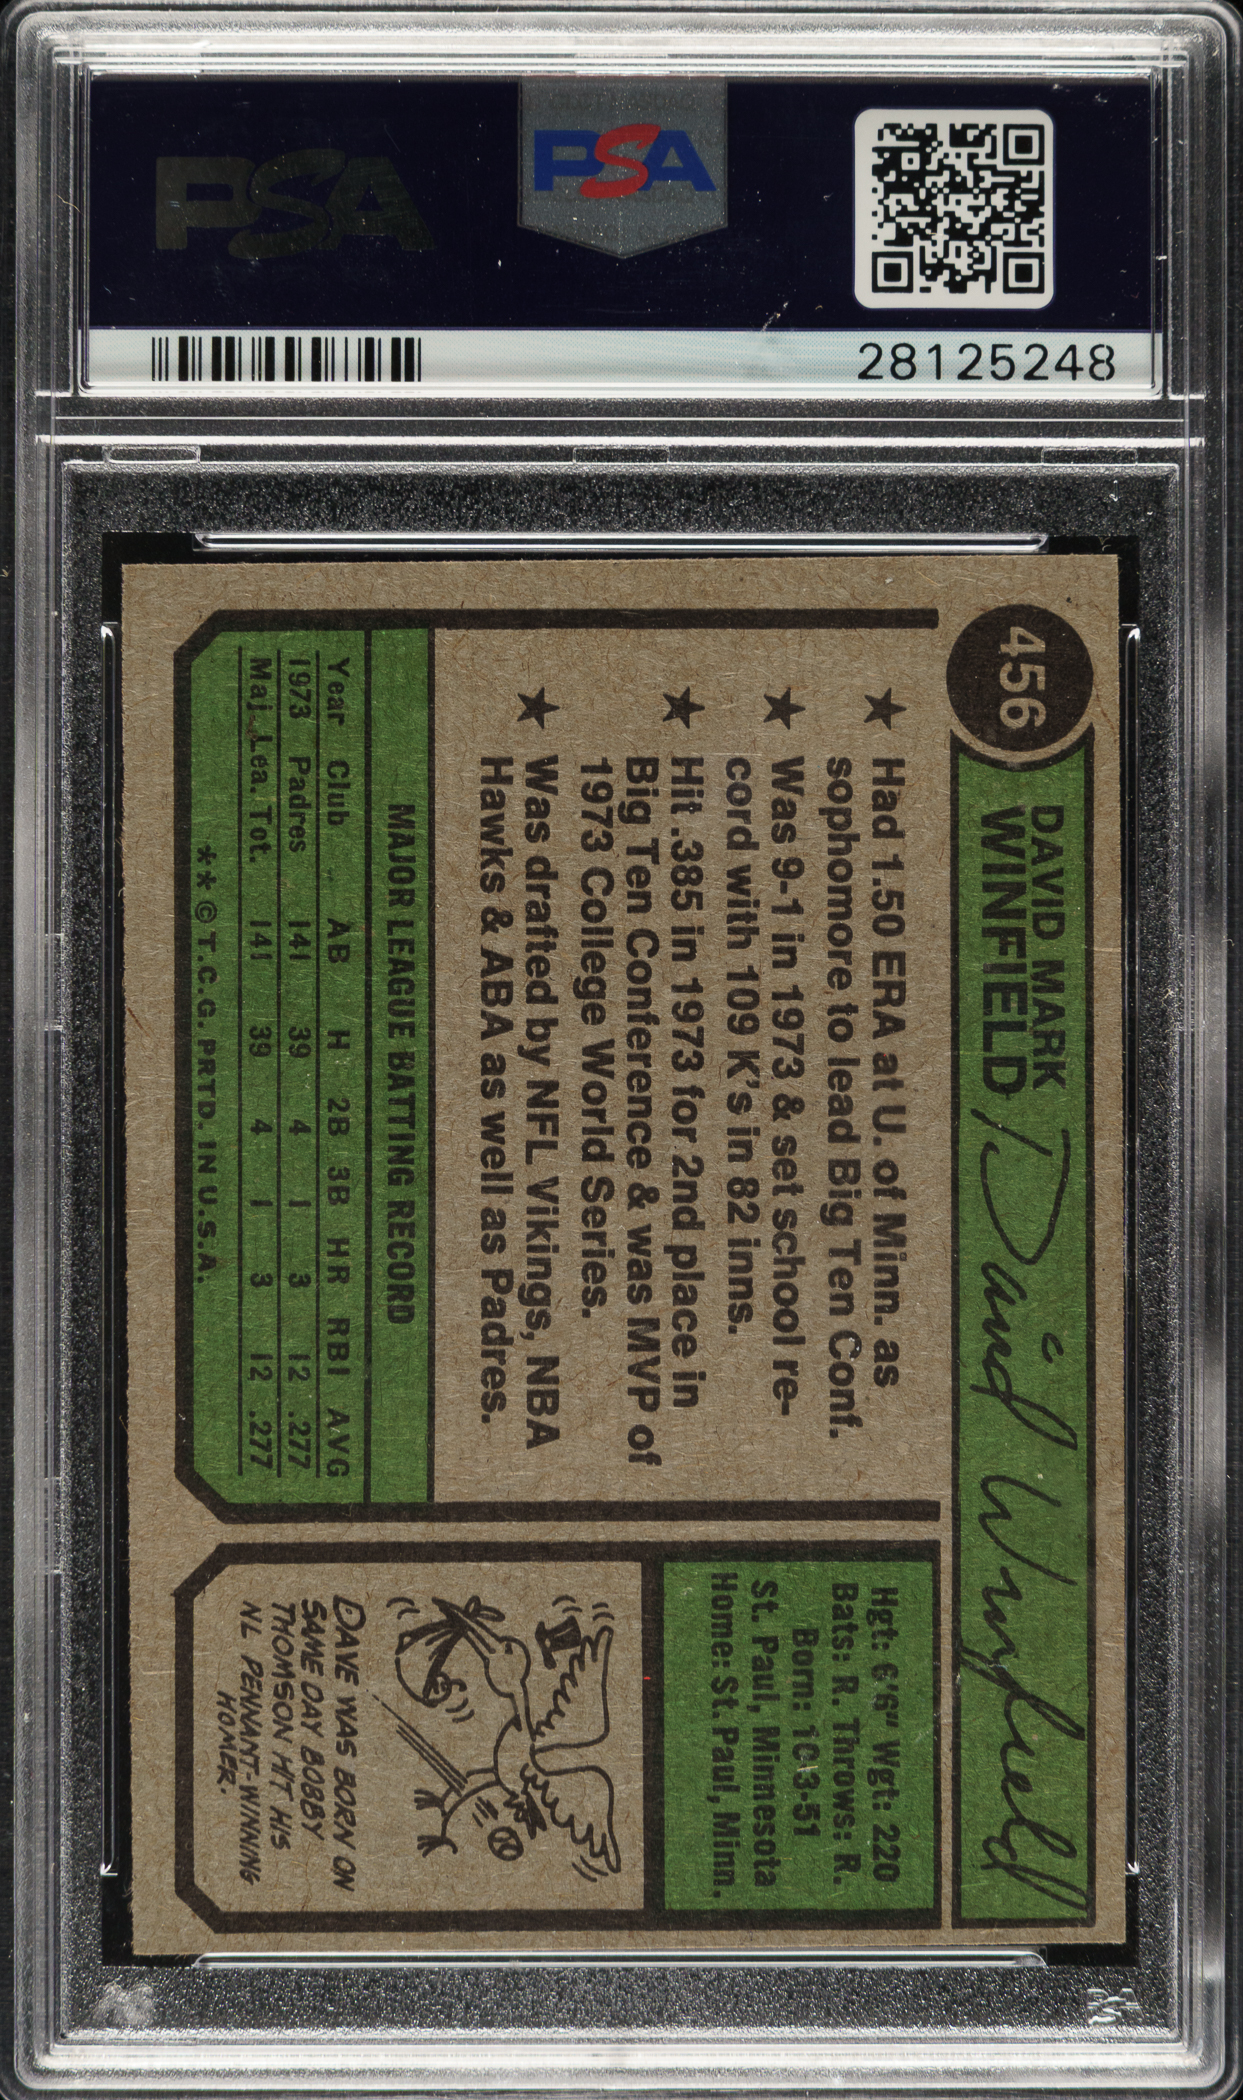 PSA
PSA
28125248
456
DAVID MARK
WINFIELD
David Winfield
★ Had 1.50 ERA at U. of Minn. as
sophomore to lead Big Ten Conf.
★ Was 9-1 in 1973 & set school re-
cord with 109 K's in 82 inns.
★ Hit .385 in 1973 for 2nd place in
Big Ten Conference & was MVP of
1973 College World Series.
★ Was drafted by NFL Vikings, NBA
Hawks & ABA as well as Padres.
MAJOR LEAGUE BATTING RECORD
Year Club AB H 2B 3B HR RBI AVG
1973 Padres 141 39 4 1 3 12 .277
Maj. Lea. Tot. 141 39 4 1 3 12 .277
** © T.C.G. PRTD. IN U.S.A.
Hgt: 6'6" Wgt: 220
Bats: R. Throws: R.
Born: 10-3-51
St. Paul, Minnesota
Home: St. Paul, Minn.
DAVE WAS BORN ON
SAME DAY BOBBY
THOMSON HIT HIS
NL PENNANT-WINNING
HOMER.